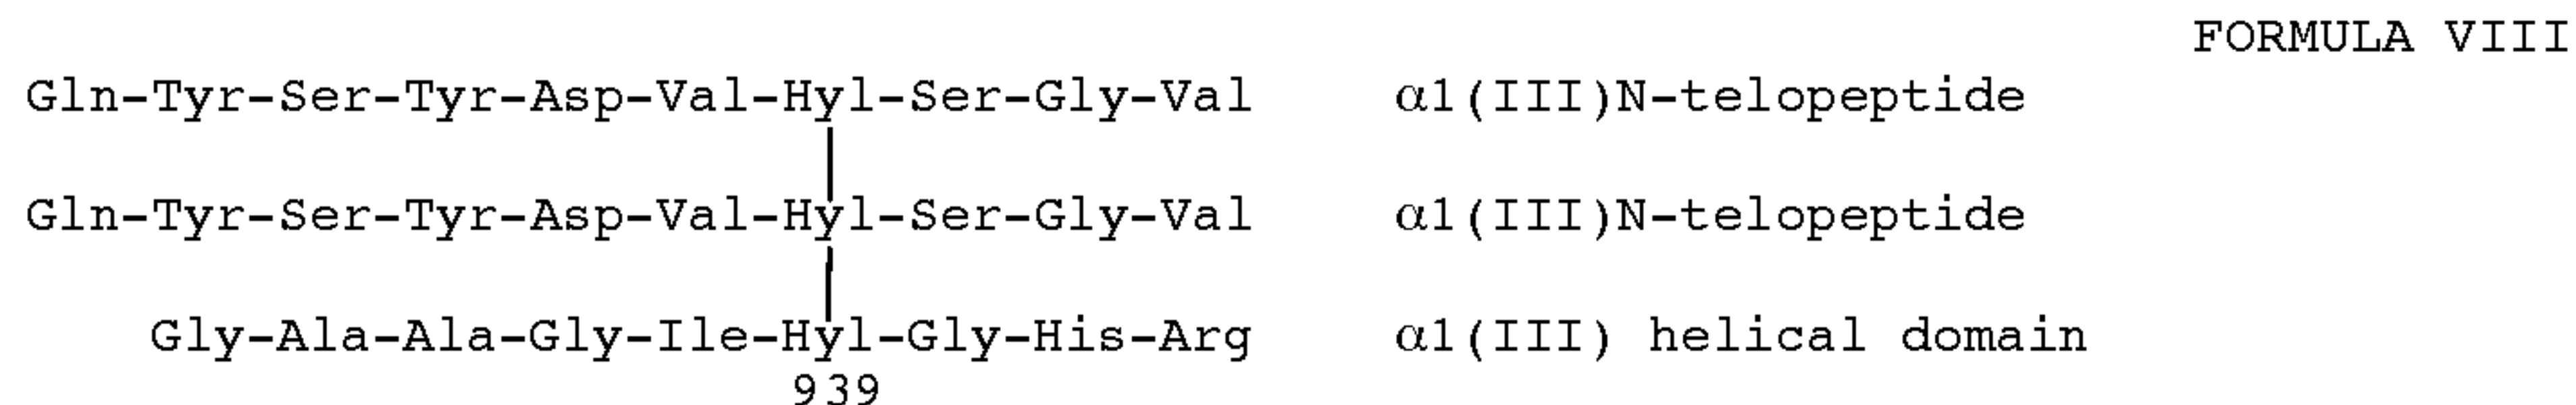 FORMULA VIII
Gln-Tyr-Ser-Tyr-Asp-Val-Hyl-Ser-Gly-Val α1(III)N-telopeptide
Gln-Tyr-Ser-Tyr-Asp-Val-Hyl-Ser-Gly-Val α1(III)N-telopeptide
Gly-Ala-Ala-Gly-Ile-Hyl-Gly-His-Arg α1(III) helical domain
939